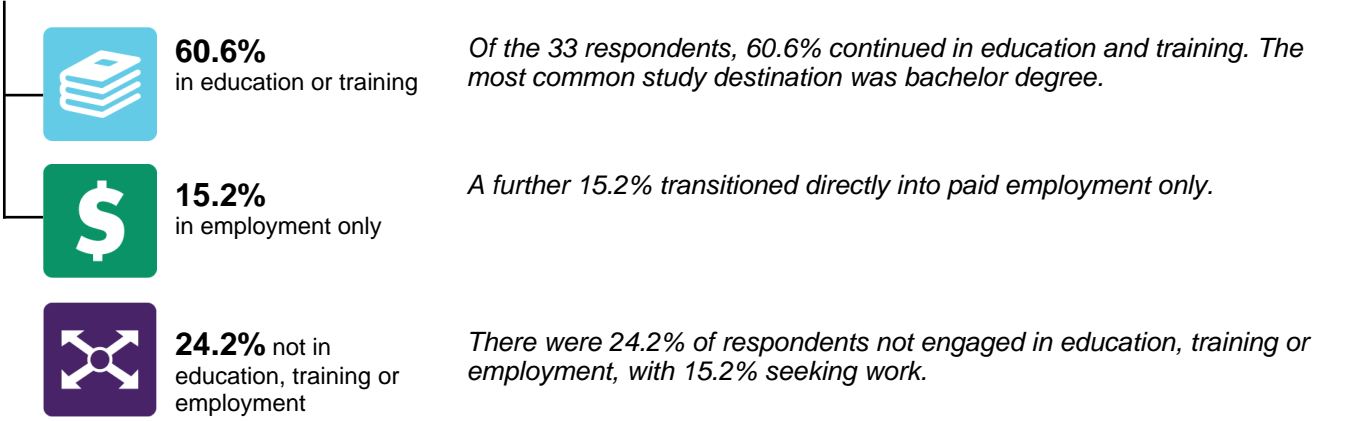 60.6%
in education or training
Of the 33 respondents, 60.6% continued in education and training. The
most common study destination was bachelor degree.
$
15.2%
in employment only
A further 15.2% transitioned directly into paid employment only.
24.2% not in
education, training or
employment
There were 24.2% of respondents not engaged in education, training or
employment, with 15.2% seeking work.